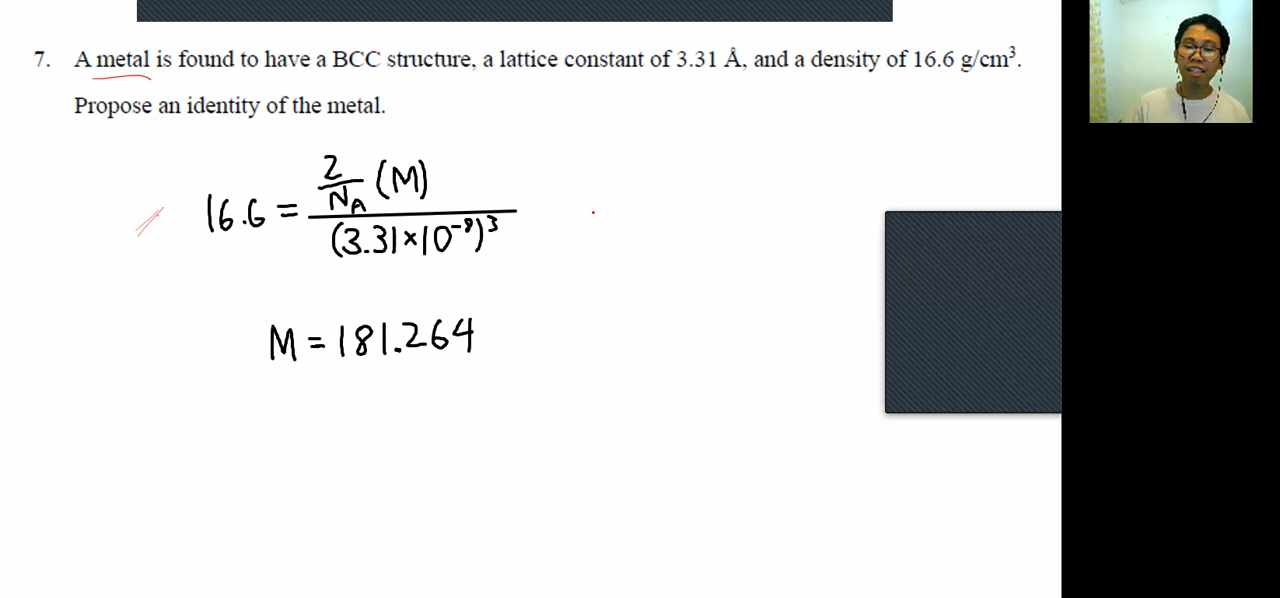 7. A metal is found to have a BCC structure, a lattice constant of 3.31 Å, and a density of 16.6 g/cm³.
Propose an identity of the metal.
16.6 = 2/N_A (M) / (3.31×10⁻⁸)³
M = 181.264